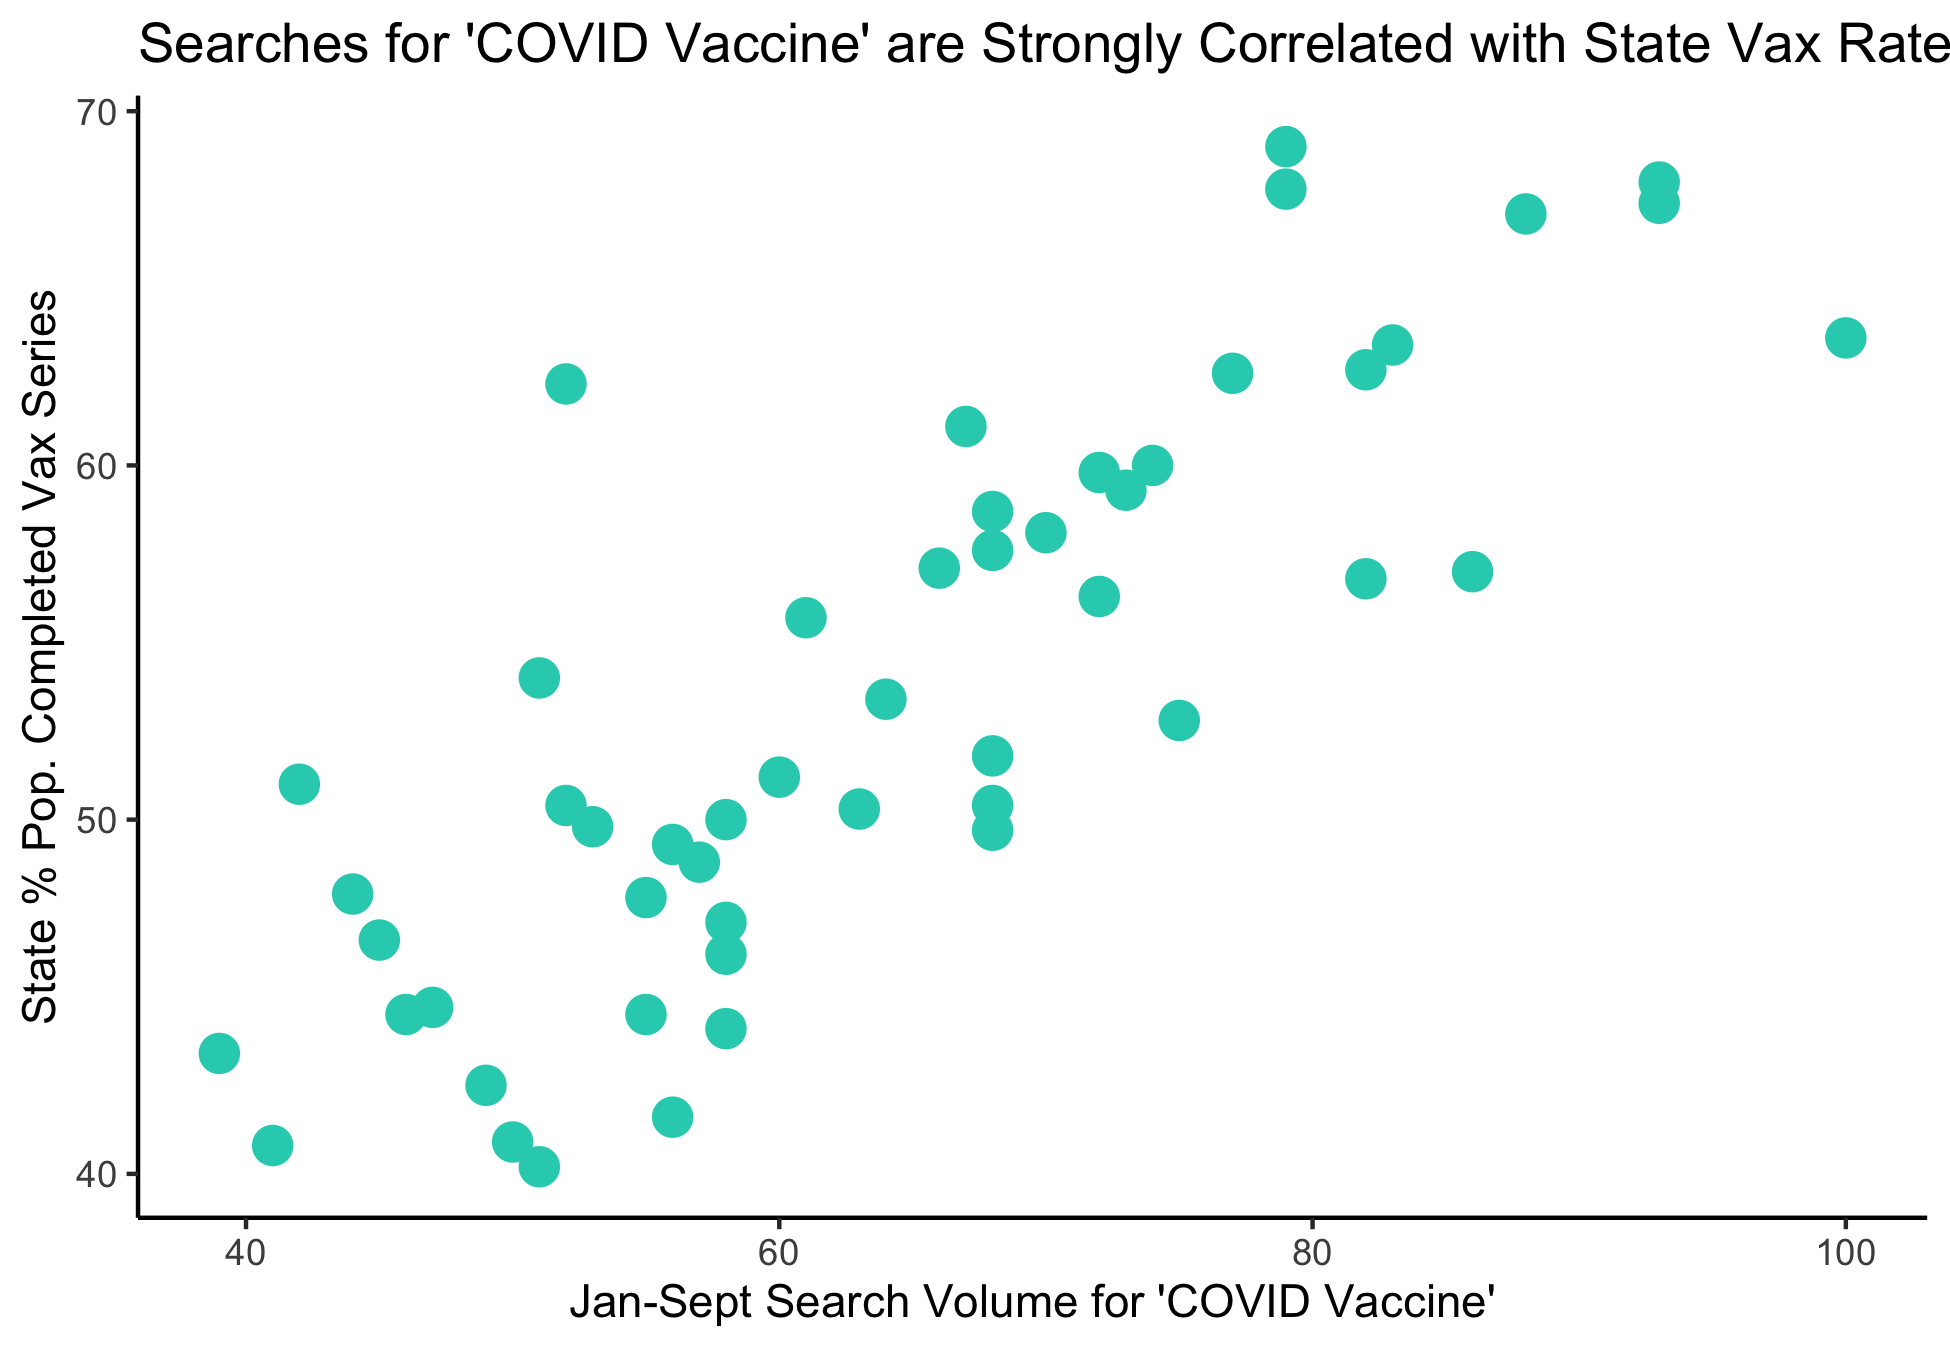 Searches for 'COVID Vaccine' are Strongly Correlated with State Vax Rate
State % Pop. Completed Vax Series
70
60
50
40
40 60 80 100
Jan-Sept Search Volume for 'COVID Vaccine'